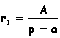 r₁ = A / (p − a)